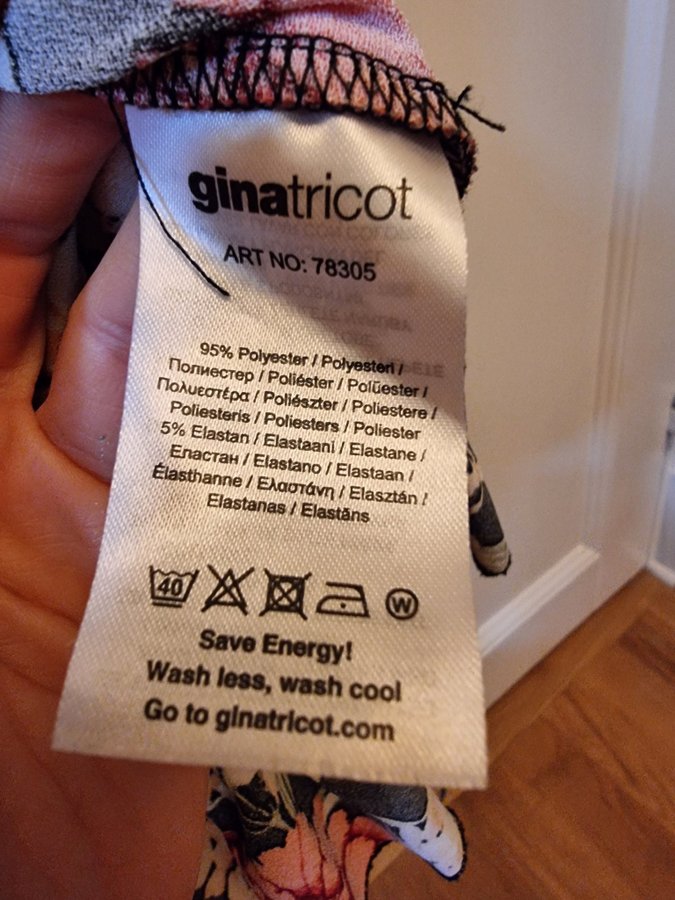 ginatricot
ART NO: 78305
95% Polyester / Polyesteri /
Полиестер / Poliéster / Polüester /
Πολυεστέρα / Poliészter / Poliestere /
Poliesteris / Poliesters / Poliester
5% Elastan / Elastaani / Elastane /
Еластан / Elastano / Elastaan /
Élasthanne / Ελαστάνη / Elasztán /
Elastanas / Elastāns
40 W
Save Energy!
Wash less, wash cool
Go to ginatricot.com